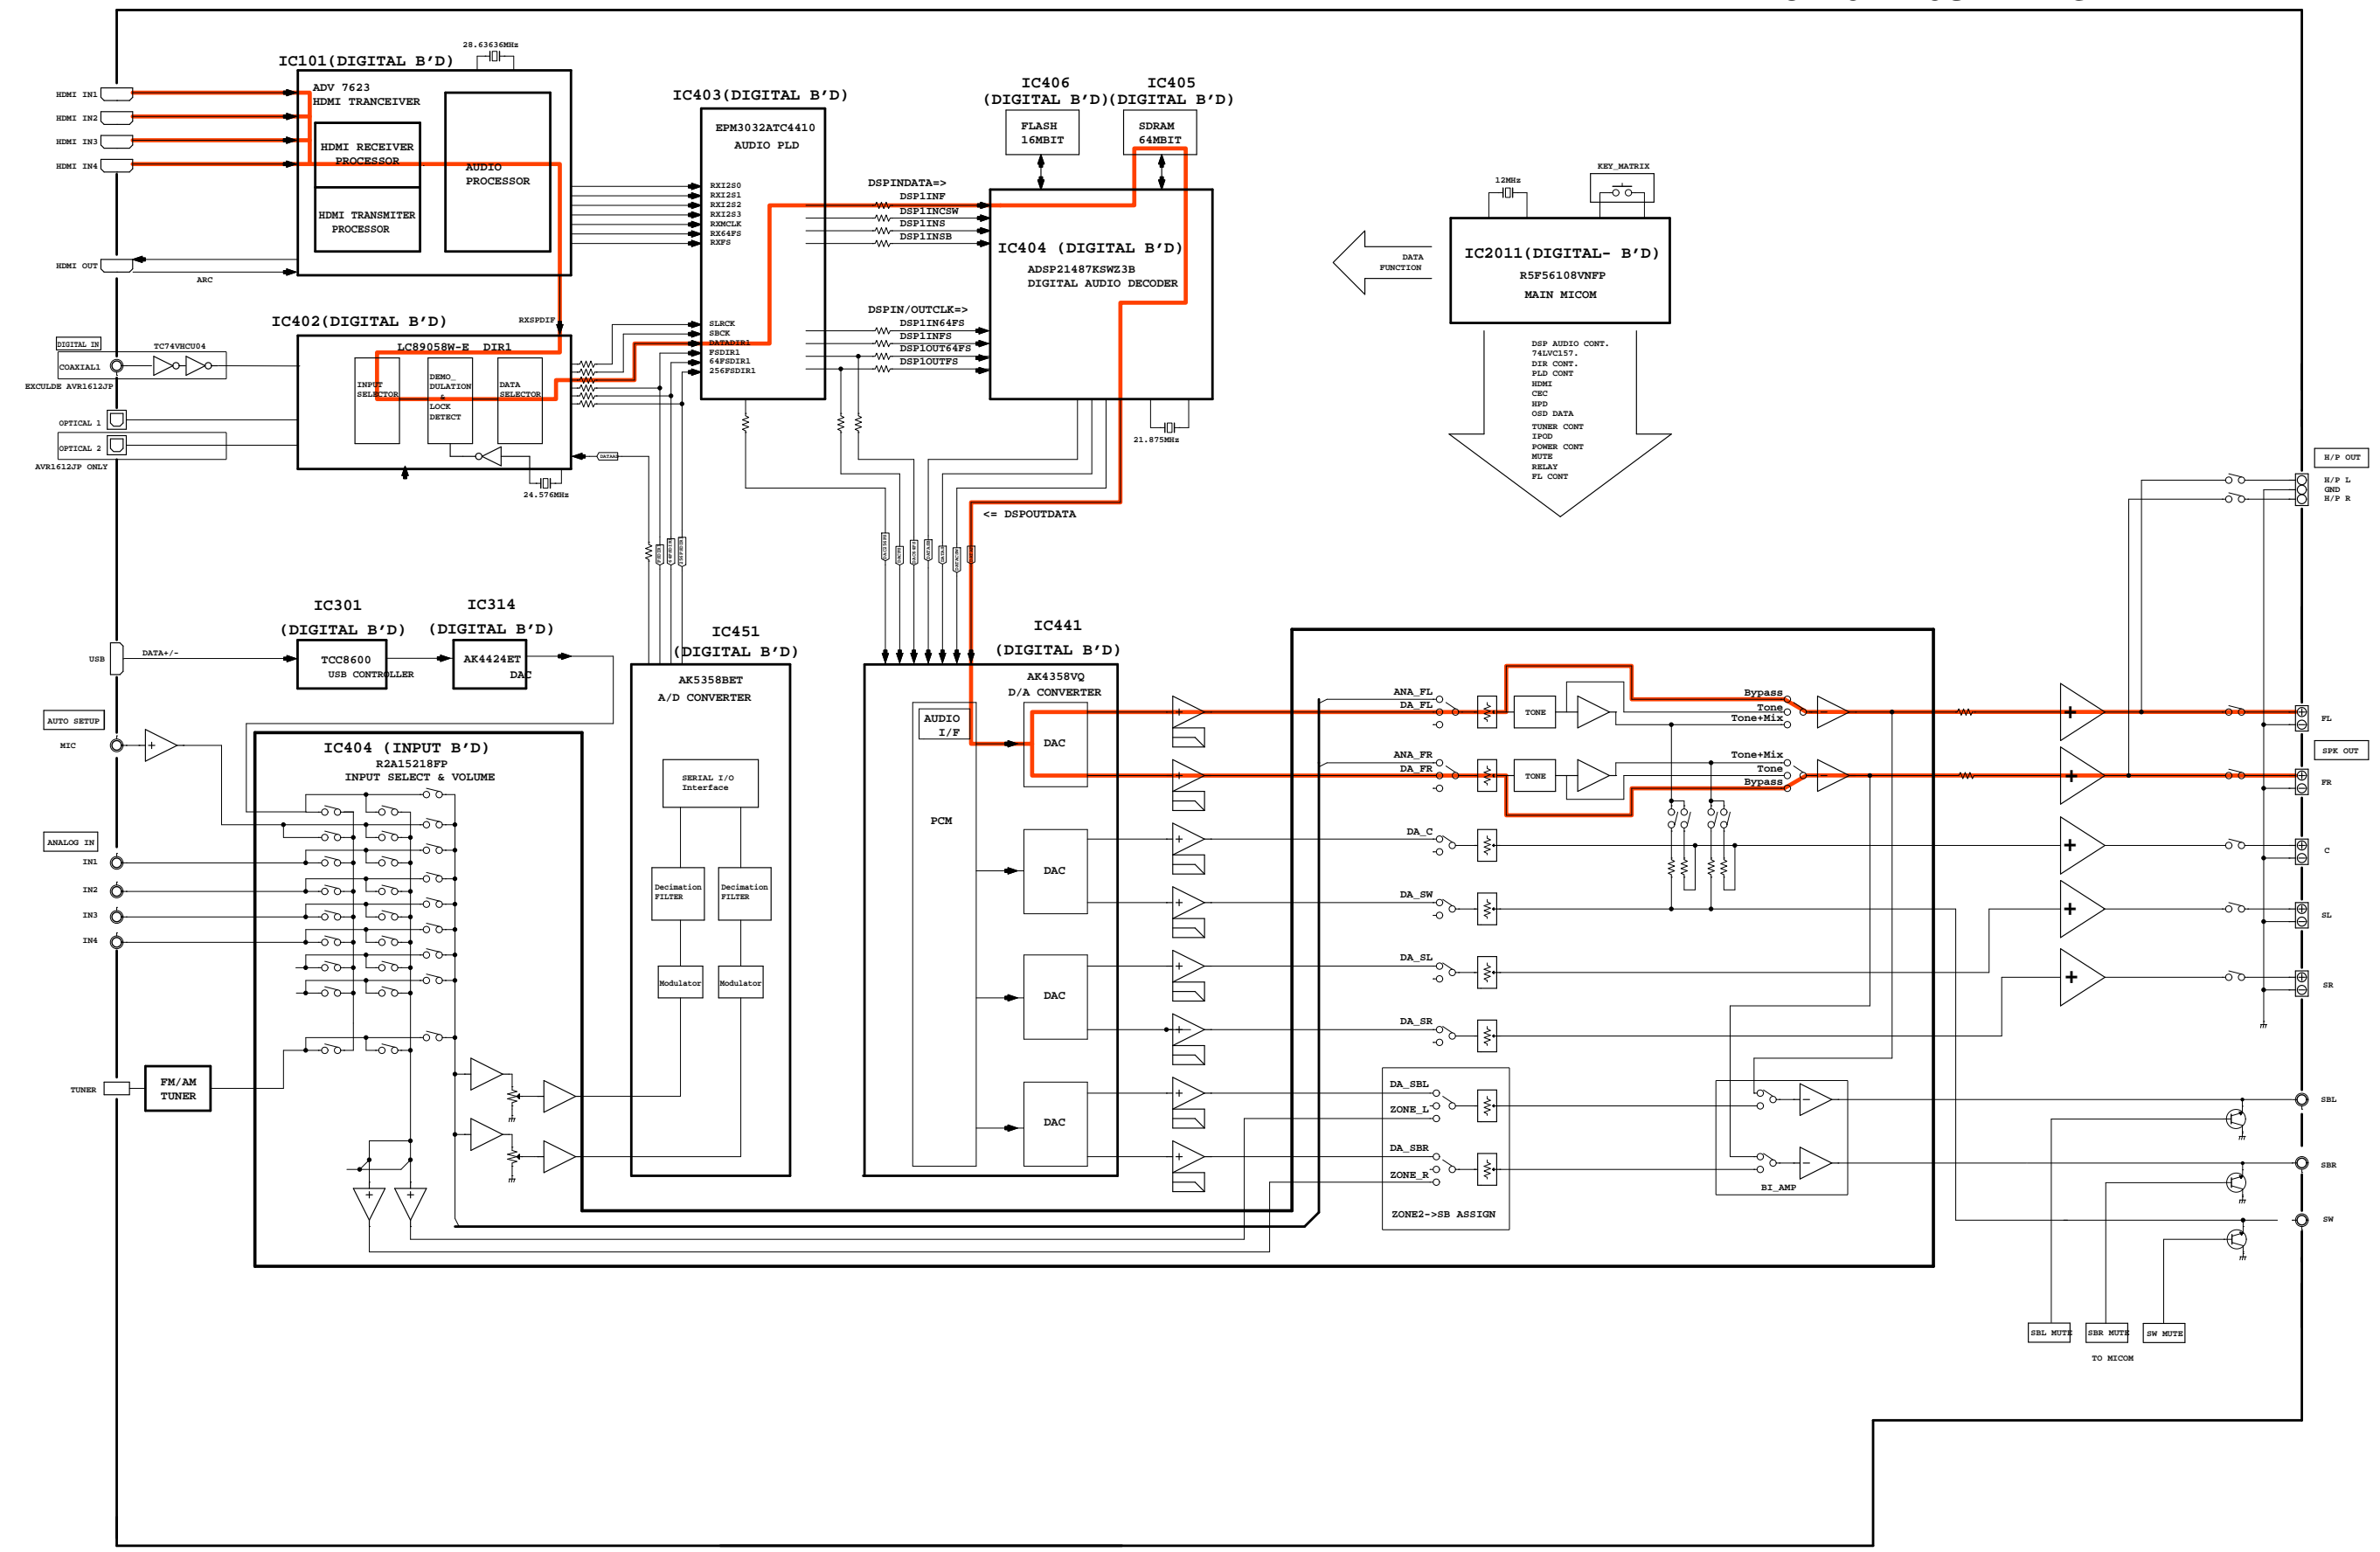 28.63636MHz
IC101(DIGITAL B'D)
ADV 7623
HDMI TRANCEIVER
HDMI RECEIVER
PROCESSOR
HDMI TRANSMITER
PROCESSOR
AUDIO
PROCESSOR
HDMI IN1
HDMI IN2
HDMI IN3
HDMI IN4
HDMI OUT
ARC
IC403(DIGITAL B'D)
EPM3032ATC4410
AUDIO PLD
RXI2S0
RXI2S1
RXI2S2
RXI2S3
RXMCLK
RX64FS
RXFS
SLRCK
SBCK
DATADIR1
FSDIR1
64FSDIR1
256FSDIR1
IC406
(DIGITAL B'D)
FLASH
16MBIT
IC405
(DIGITAL B'D)
SDRAM
64MBIT
DSPINDATA=>
DSP1INF
DSP1INCSW
DSP1INS
DSP1INSB
IC404 (DIGITAL B'D)
ADSP21487KSWZ3B
DIGITAL AUDIO DECODER
DSPIN/OUTCLK=>
DSP1IN64FS
DSP1INFS
DSP1OUT64FS
DSP1OUTFS
21.875MHz
<= DSPOUTDATA
12MHz
KEY_MATRIX
IC2011(DIGITAL- B'D)
R5F56108VNFP
MAIN MICOM
DATA
FUNCTION
DSP AUDIO CONT.
74LVC157.
DIR CONT.
PLD CONT
HDMI
CEC
HPD
OSD DATA
TUNER CONT
IPOD
POWER CONT
MUTE
RELAY
FL CONT
IC402(DIGITAL B'D)
RXSPDIF
LC89058W-E DIR1
INPUT
SELECTOR
DEMO_
DULATION
&
LOCK
DETECT
DATA
SELECTOR
24.576MHz
DIGITAL IN
TC74VHCU04
COAXIAL1
EXCULDE AVR1612JP
OPTICAL 1
OPTICAL 2
AVR1612JP ONLY
IC301
(DIGITAL B'D)
TCC8600
USB CONTROLLER
IC314
(DIGITAL B'D)
AK4424ET
DAC
USB
DATA+/-
AUTO SETUP
MIC
ANALOG IN
IN1
IN2
IN3
IN4
TUNER
FM/AM
TUNER
IC404 (INPUT B'D)
R2A15218FP
INPUT SELECT & VOLUME
IC451
(DIGITAL B'D)
AK5358BET
A/D CONVERTER
SERIAL I/O
Interface
Decimation
FILTER
Decimation
FILTER
Modulator
Modulator
IC441
(DIGITAL B'D)
AK4358VQ
D/A CONVERTER
AUDIO
I/F
PCM
DAC
DAC
DAC
DAC
ANA_FL
DA_FL
TONE
Bypass
Tone
Tone+Mix
ANA_FR
DA_FR
TONE
Tone+Mix
Tone
Bypass
DA_C
DA_SW
DA_SL
DA_SR
DA_SBL
ZONE_L
DA_SBR
ZONE_R
ZONE2->SB ASSIGN
BI_AMP
H/P OUT
H/P L
GND
H/P R
FL
SPK OUT
FR
C
SL
SR
SBL
SBR
SW
SBL MUTE
SBR MUTE
SW MUTE
TO MICOM